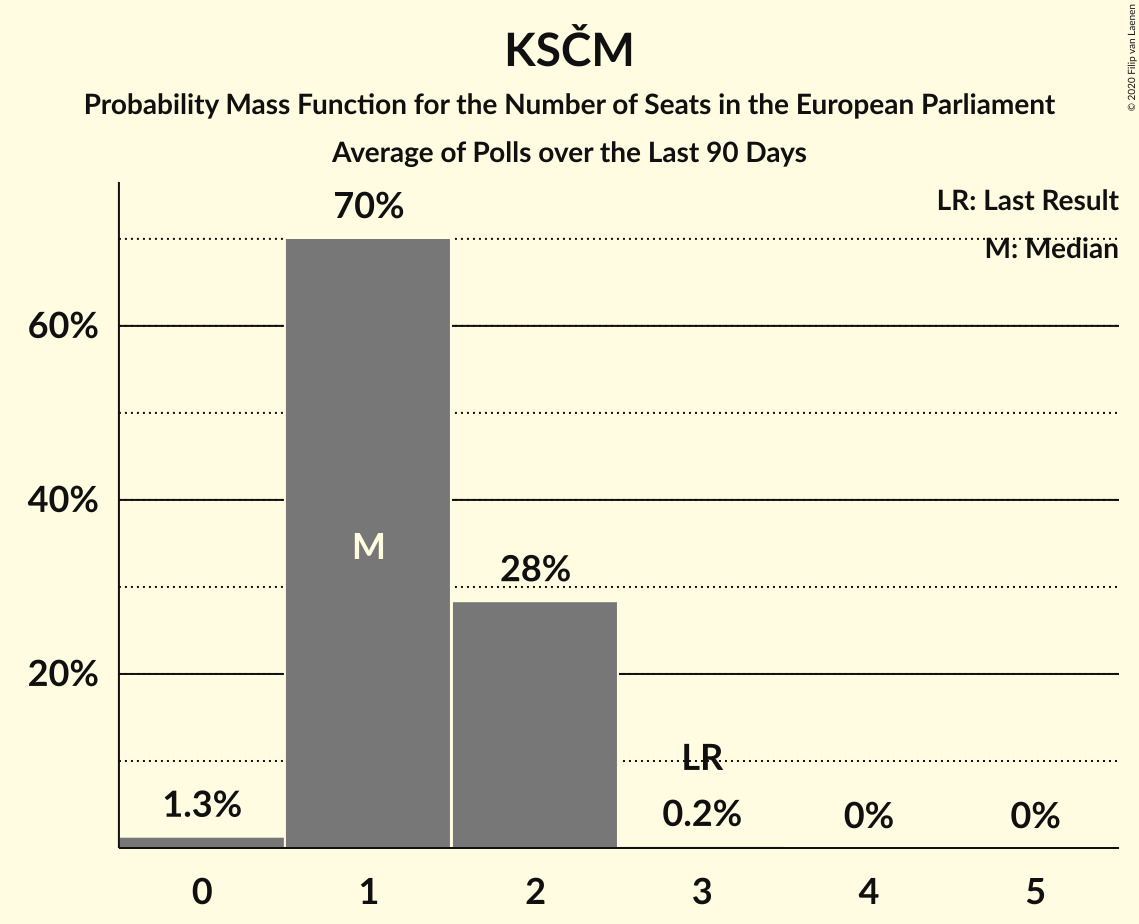 KSČM
Probability Mass Function for the Number of Seats in the European Parliament
Average of Polls over the Last 90 Days
© 2020 Filip van Laenen
LR: Last Result
M: Median
70%
60%
40%
M
28%
20%
LR
1.3%
0.2%
0%
0%
0 1 2 3 4 5